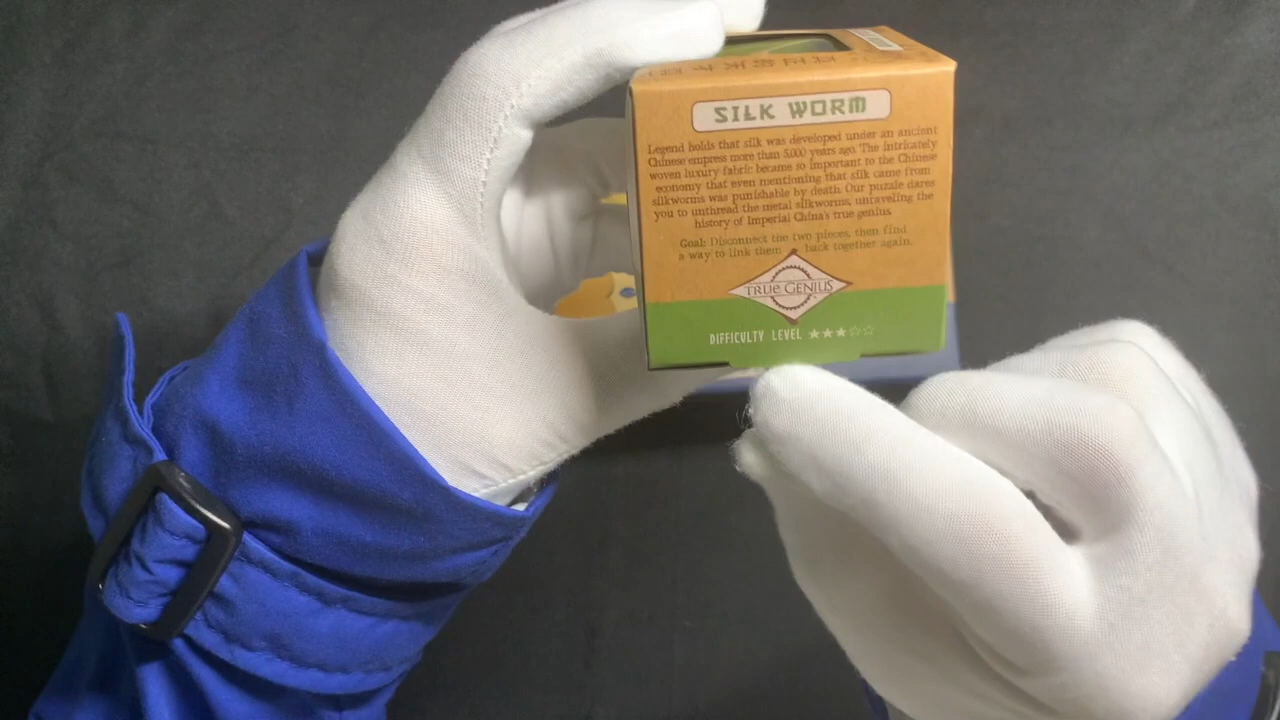 SILK WORM
Legend holds that silk was developed under an ancient
Chinese empress more than 5,000 years ago. The intricately
woven luxury fabric became so important to the Chinese
economy that even mentioning that silk came from
silkworms was punishable by death. Our puzzle dares
you to unthread the metal silkworms, unraveling the
history of Imperial China's true genius.
Goal: Disconnect the two pieces, then find
a way to link them back together again.
TRUE GENIUS
DIFFICULTY LEVEL ★★★☆☆